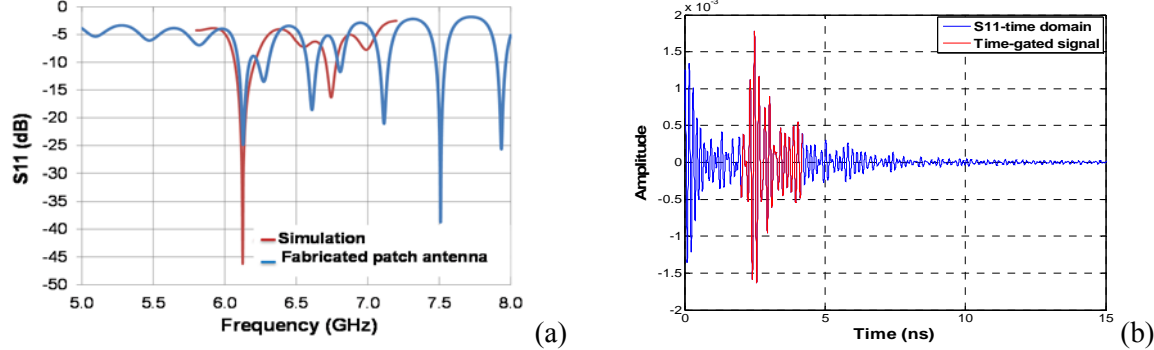 0
-5
-10
-15
-20
-25
-30
-35
-40
-45
-50
S11 (dB)
Simulation
Fabricated patch antenna
5.0 5.5 6.0 6.5 7.0 7.5 8.0
Frequency (GHz)
(a)
2 x 10⁻³
1.5
1
0.5
0
-0.5
-1
-1.5
-2
Amplitude
S11-time domain
Time-gated signal
0 5 10 15
Time (ns)
(b)